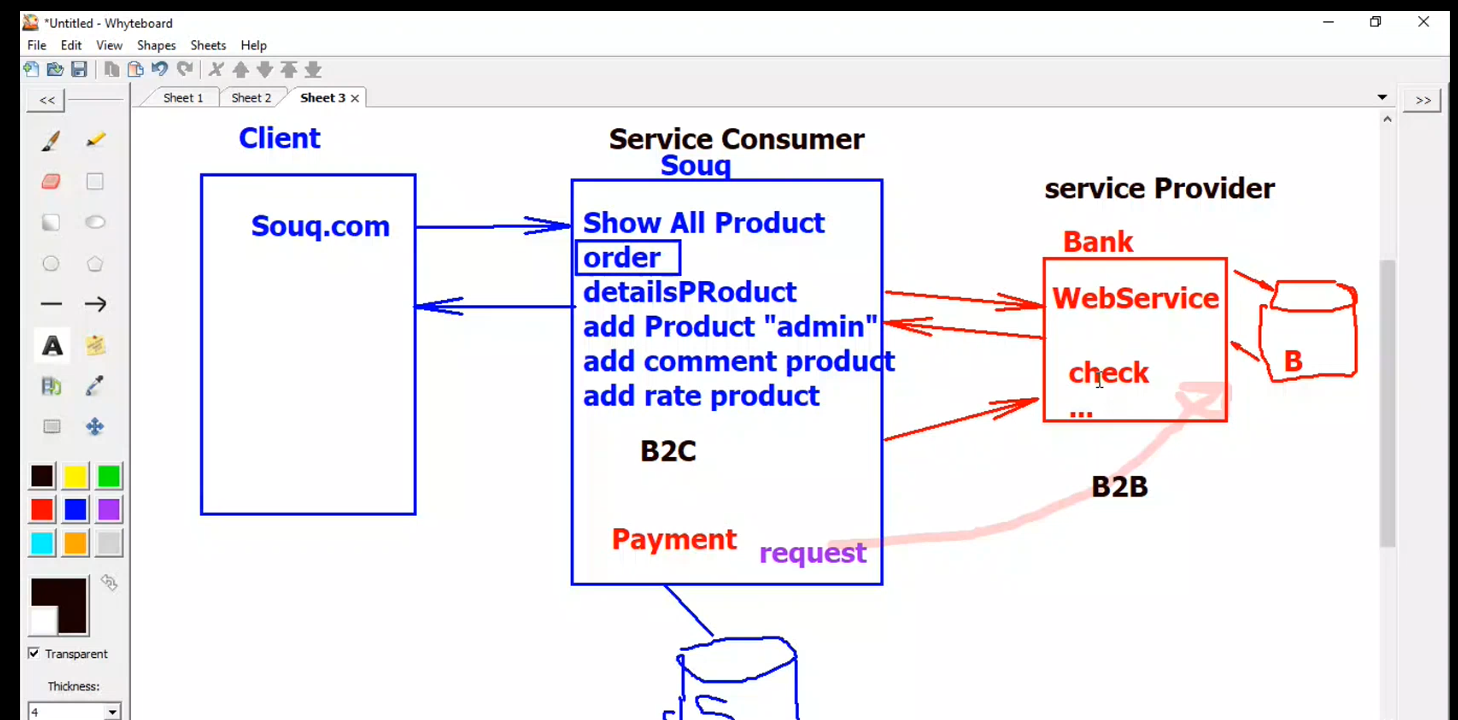 *Untitled - Whyteboard
File Edit View Shapes Sheets Help
<< Sheet 1 Sheet 2 Sheet 3 >>
Client
Service Consumer
Souq
service Provider
Souq.com
Show All Product
order
detailsPRoduct
add Product "admin"
add comment product
add rate product
B2C
Payment
request
Bank
WebService
check
...
B
B2B
A
Transparent
Thickness:
4